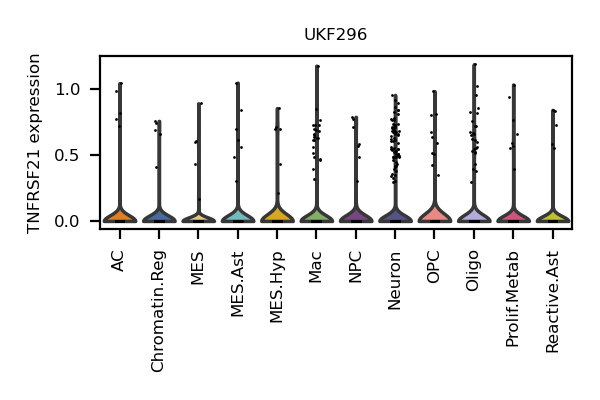 UKF296
TNFRSF21 expression
1.0
0.5
0.0
AC
Chromatin.Reg
MES
MES.Ast
MES.Hyp
Mac
NPC
Neuron
OPC
Oligo
Prolif.Metab
Reactive.Ast